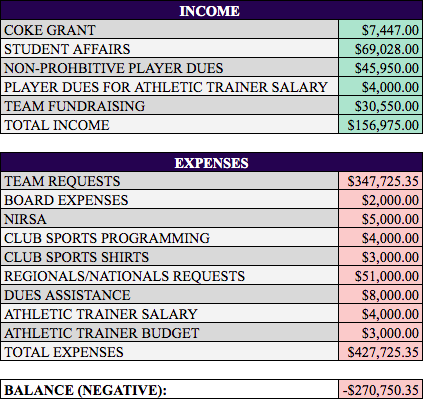 INCOME
COKE GRANT $7,447.00
STUDENT AFFAIRS $69,028.00
NON-PROHBITIVE PLAYER DUES $45,950.00
PLAYER DUES FOR ATHLETIC TRAINER SALARY $4,000.00
TEAM FUNDRAISING $30,550.00
TOTAL INCOME $156,975.00
EXPENSES
TEAM REQUESTS $347,725.35
BOARD EXPENSES $2,000.00
NIRSA $5,000.00
CLUB SPORTS PROGRAMMING $4,000.00
CLUB SPORTS SHIRTS $3,000.00
REGIONALS/NATIONALS REQUESTS $51,000.00
DUES ASSISTANCE $8,000.00
ATHLETIC TRAINER SALARY $4,000.00
ATHLETIC TRAINER BUDGET $3,000.00
TOTAL EXPENSES $427,725.35
BALANCE (NEGATIVE): -$270,750.35